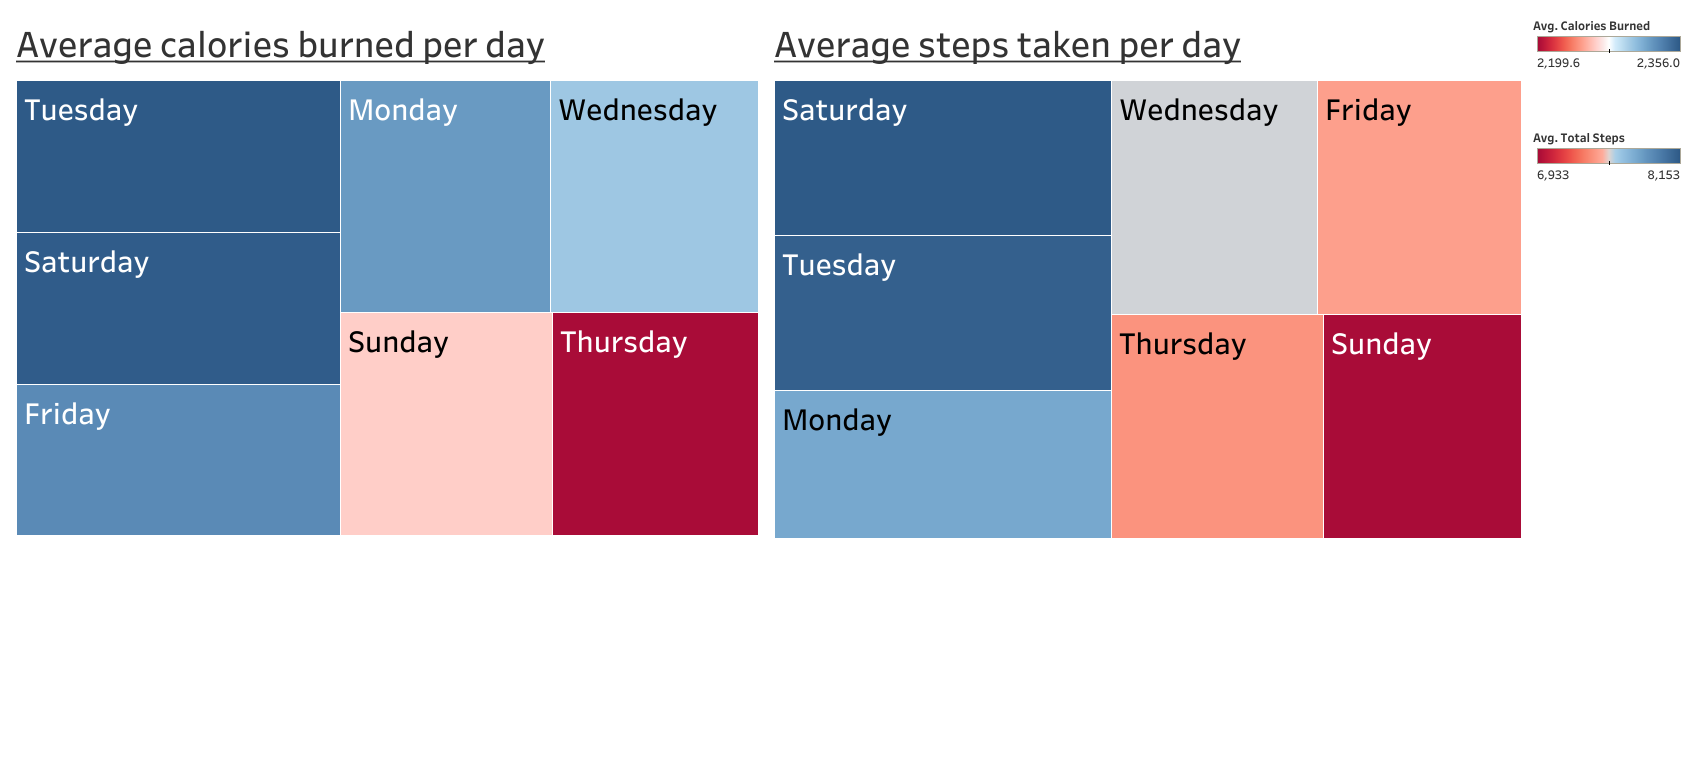 Average calories burned per day
Tuesday
Saturday
Friday
Monday
Wednesday
Sunday
Thursday
Average steps taken per day
Saturday
Tuesday
Monday
Wednesday
Friday
Thursday
Sunday
Avg. Calories Burned
2,199.6 2,356.0
Avg. Total Steps
6,933 8,153